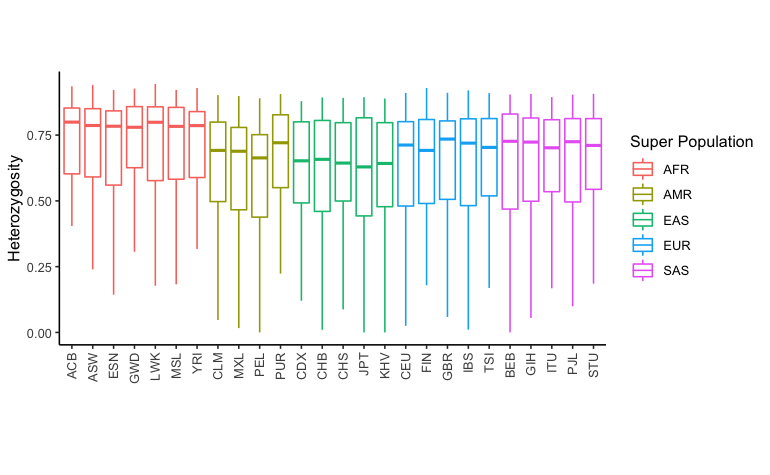 Heterozygosity
0.75
0.50
0.25
0.00
ACB ASW ESN GWD LWK MSL YRI CLM MXL PEL PUR CDX CHB CHS JPT KHV CEU FIN GBR IBS TSI BEB GIH ITU PJL STU
Super Population
AFR
AMR
EAS
EUR
SAS